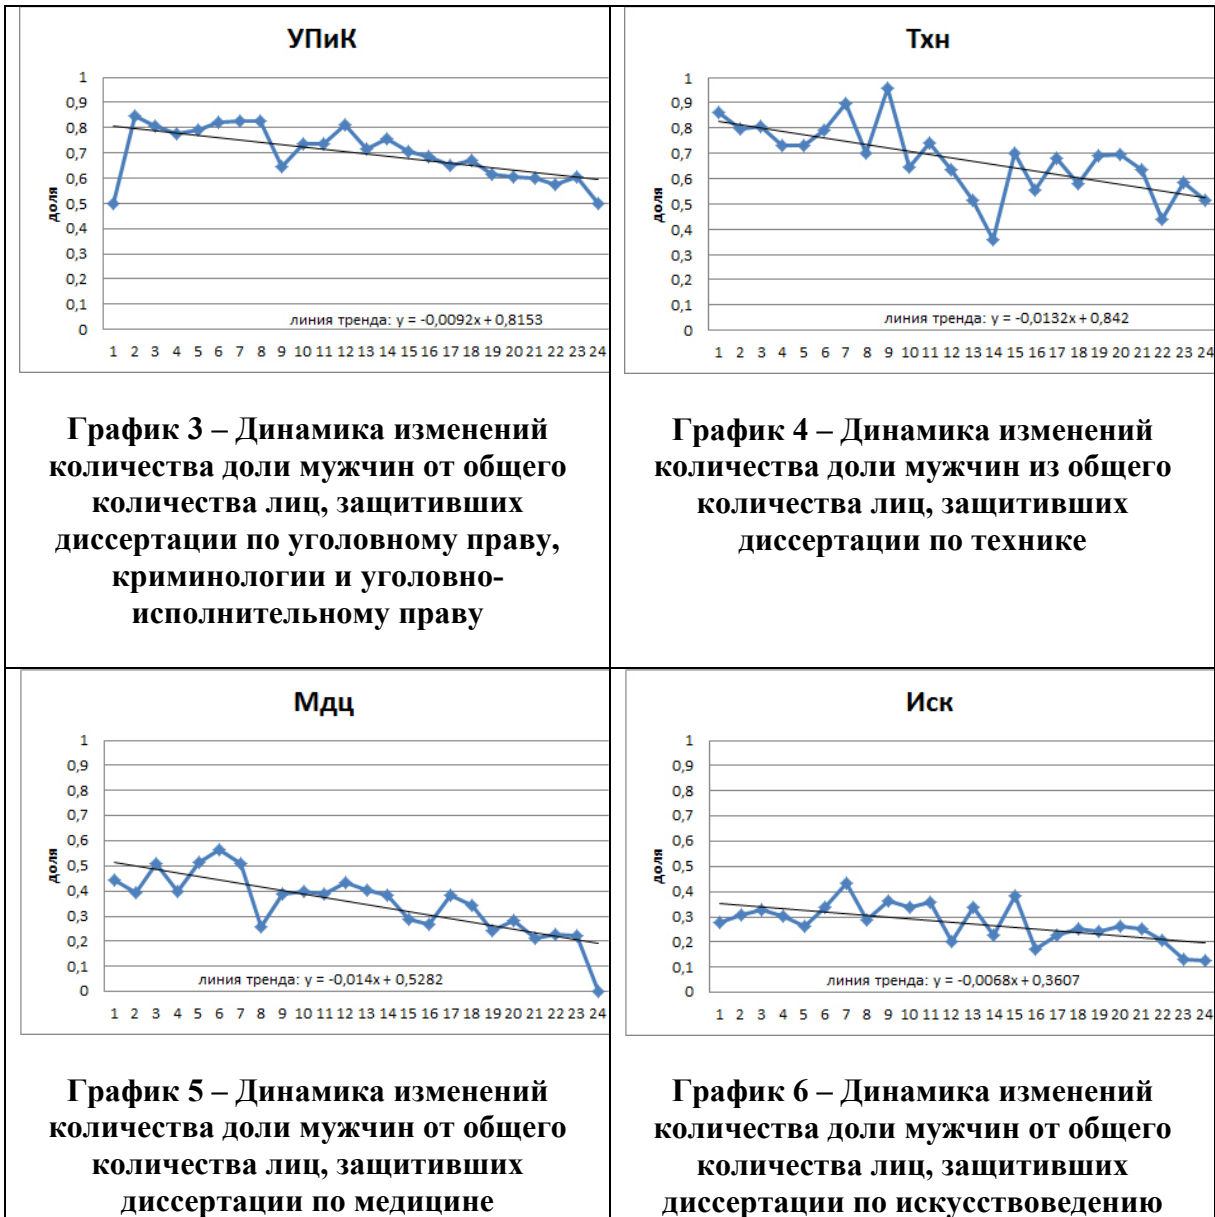 УПиК
1
0,9
0,8
0,7
0,6
0,5
0,4
0,3
0,2
0,1
0
доля
линия тренда: y = -0,0092x + 0,8153
1 2 3 4 5 6 7 8 9 10 11 12 13 14 15 16 17 18 19 20 21 22 23 24
График 3 – Динамика изменений
количества доли мужчин от общего
количества лиц, защитивших
диссертации по уголовному праву,
криминологии и уголовно-
исполнительному праву
Тхн
1
0,9
0,8
0,7
0,6
0,5
0,4
0,3
0,2
0,1
0
доля
линия тренда: y = -0,0132x + 0,842
1 2 3 4 5 6 7 8 9 10 11 12 13 14 15 16 17 18 19 20 21 22 23 24
График 4 – Динамика изменений
количества доли мужчин из общего
количества лиц, защитивших
диссертации по технике
Мдц
1
0,9
0,8
0,7
0,6
0,5
0,4
0,3
0,2
0,1
0
доля
линия тренда: y = -0,014x + 0,5282
1 2 3 4 5 6 7 8 9 10 11 12 13 14 15 16 17 18 19 20 21 22 23 24
График 5 – Динамика изменений
количества доли мужчин от общего
количества лиц, защитивших
диссертации по медицине
Иск
1
0,9
0,8
0,7
0,6
0,5
0,4
0,3
0,2
0,1
0
доля
линия тренда: y = -0,0068x + 0,3607
1 2 3 4 5 6 7 8 9 10 11 12 13 14 15 16 17 18 19 20 21 22 23 24
График 6 – Динамика изменений
количества доли мужчин от общего
количества лиц, защитивших
диссертации по искусствоведению